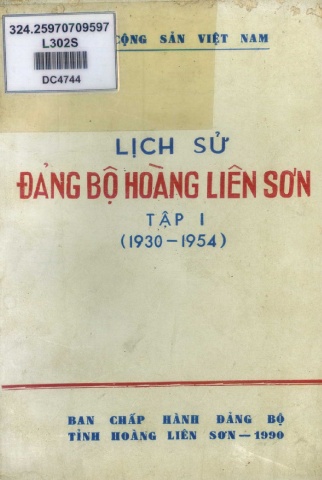 324.25970709597
L302S
DC4744
CỘNG SẢN VIỆT NAM
LỊCH SỬ
ĐẢNG BỘ HOÀNG LIÊN SƠN
TẬP I
(1930 - 1954)
BAN CHẤP HÀNH ĐẢNG BỘ
TỈNH HOÀNG LIÊN SƠN - 1990